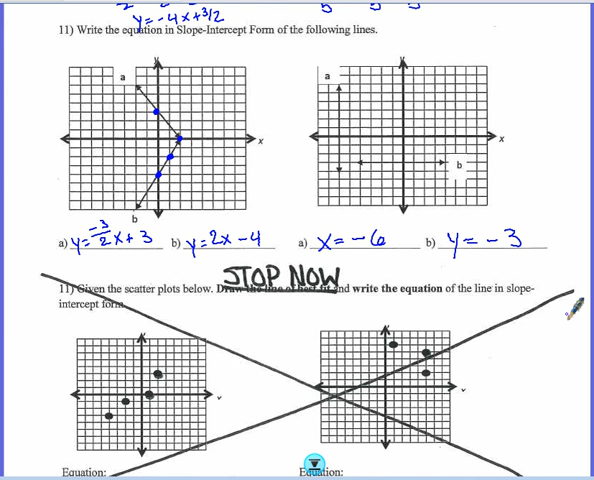 y = -4x + 3/2
11) Write the equation in Slope-Intercept Form of the following lines.
a
x
b
a
x
b
a) y = -3/2 x + 3 b) y = 2x - 4 a) x = -6 b) y = -3
STOP NOW
11) Given the scatter plots below. Draw the line of best fit and write the equation of the line in slope-
intercept form.
Equation: Equation: